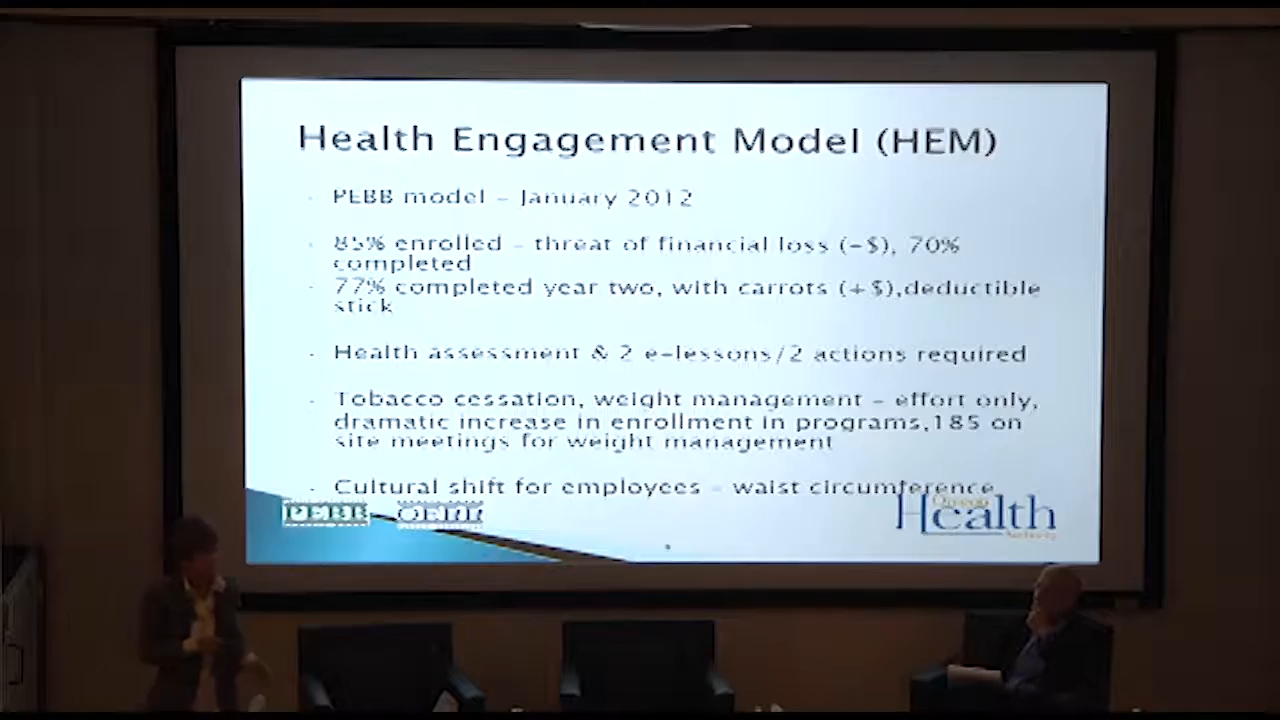 Health Engagement Model (HEM)
PEBB model – January 2012
85% enrolled – threat of financial loss (-$), 70%
completed
77% completed year two, with carrots (+$),deductible
stick
Health assessment & 2 e-lessons/2 actions required
Tobacco cessation, weight management – effort only,
dramatic increase in enrollment in programs,185 on
site meetings for weight management
Cultural shift for employees – waist circumference
PEBB OEBB
Oregon
Health
Authority